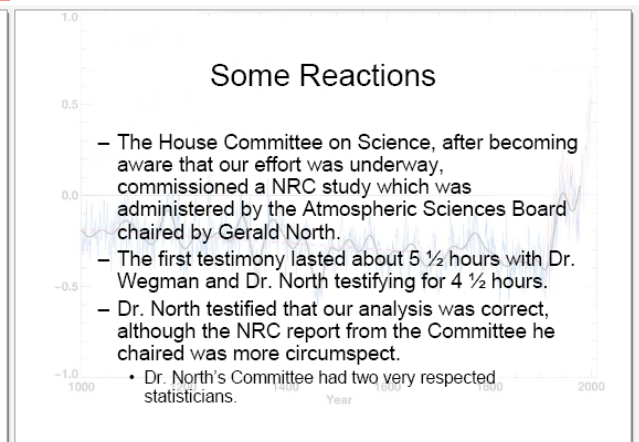 1.0
Some Reactions
0.5
– The House Committee on Science, after becoming
aware that our effort was underway,
commissioned a NRC study which was
0.0
administered by the Atmospheric Sciences Board
chaired by Gerald North.
– The first testimony lasted about 5 ½ hours with Dr.
−0.5
Wegman and Dr. North testifying for 4 ½ hours.
– Dr. North testified that our analysis was correct,
although the NRC report from the Committee he
chaired was more circumspect.
−1.0
• Dr. North's Committee had two very respected
1000 1200 1400 1600 1800 2000
statisticians.
Year